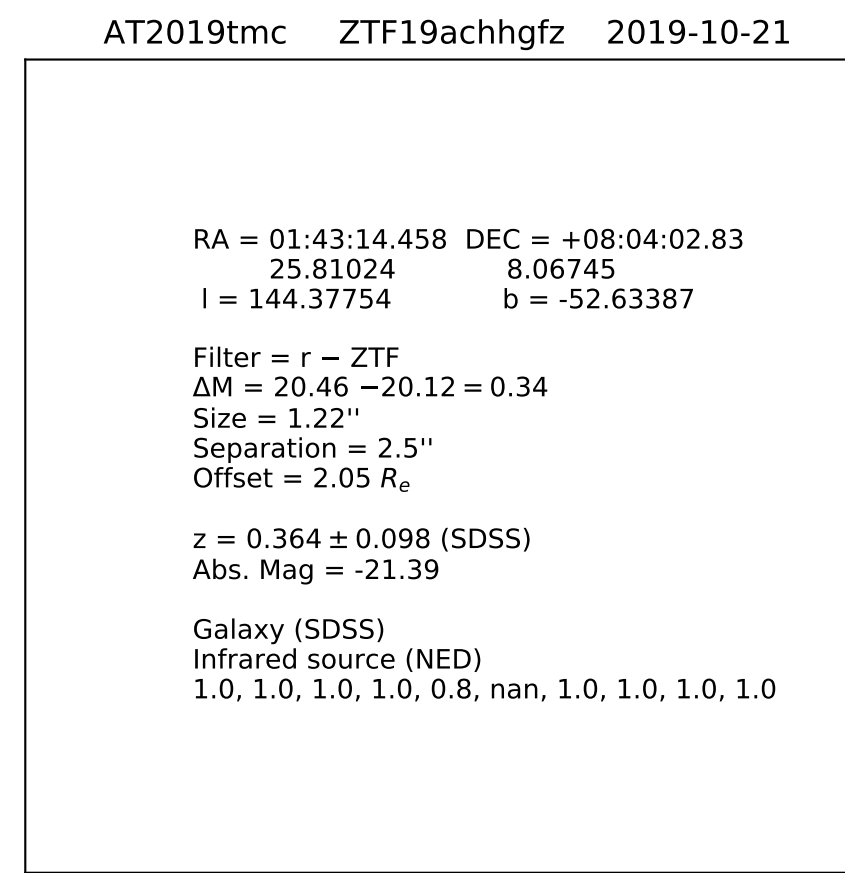 AT2019tmc ZTF19achhgfz 2019-10-21
RA = 01:43:14.458 DEC = +08:04:02.83
25.81024 8.06745
l = 144.37754 b = -52.63387
Filter = r − ZTF
ΔM = 20.46 −20.12 = 0.34
Size = 1.22''
Separation = 2.5''
Offset = 2.05 Rₑ
z = 0.364 ± 0.098 (SDSS)
Abs. Mag = -21.39
Galaxy (SDSS)
Infrared source (NED)
1.0, 1.0, 1.0, 1.0, 0.8, nan, 1.0, 1.0, 1.0, 1.0